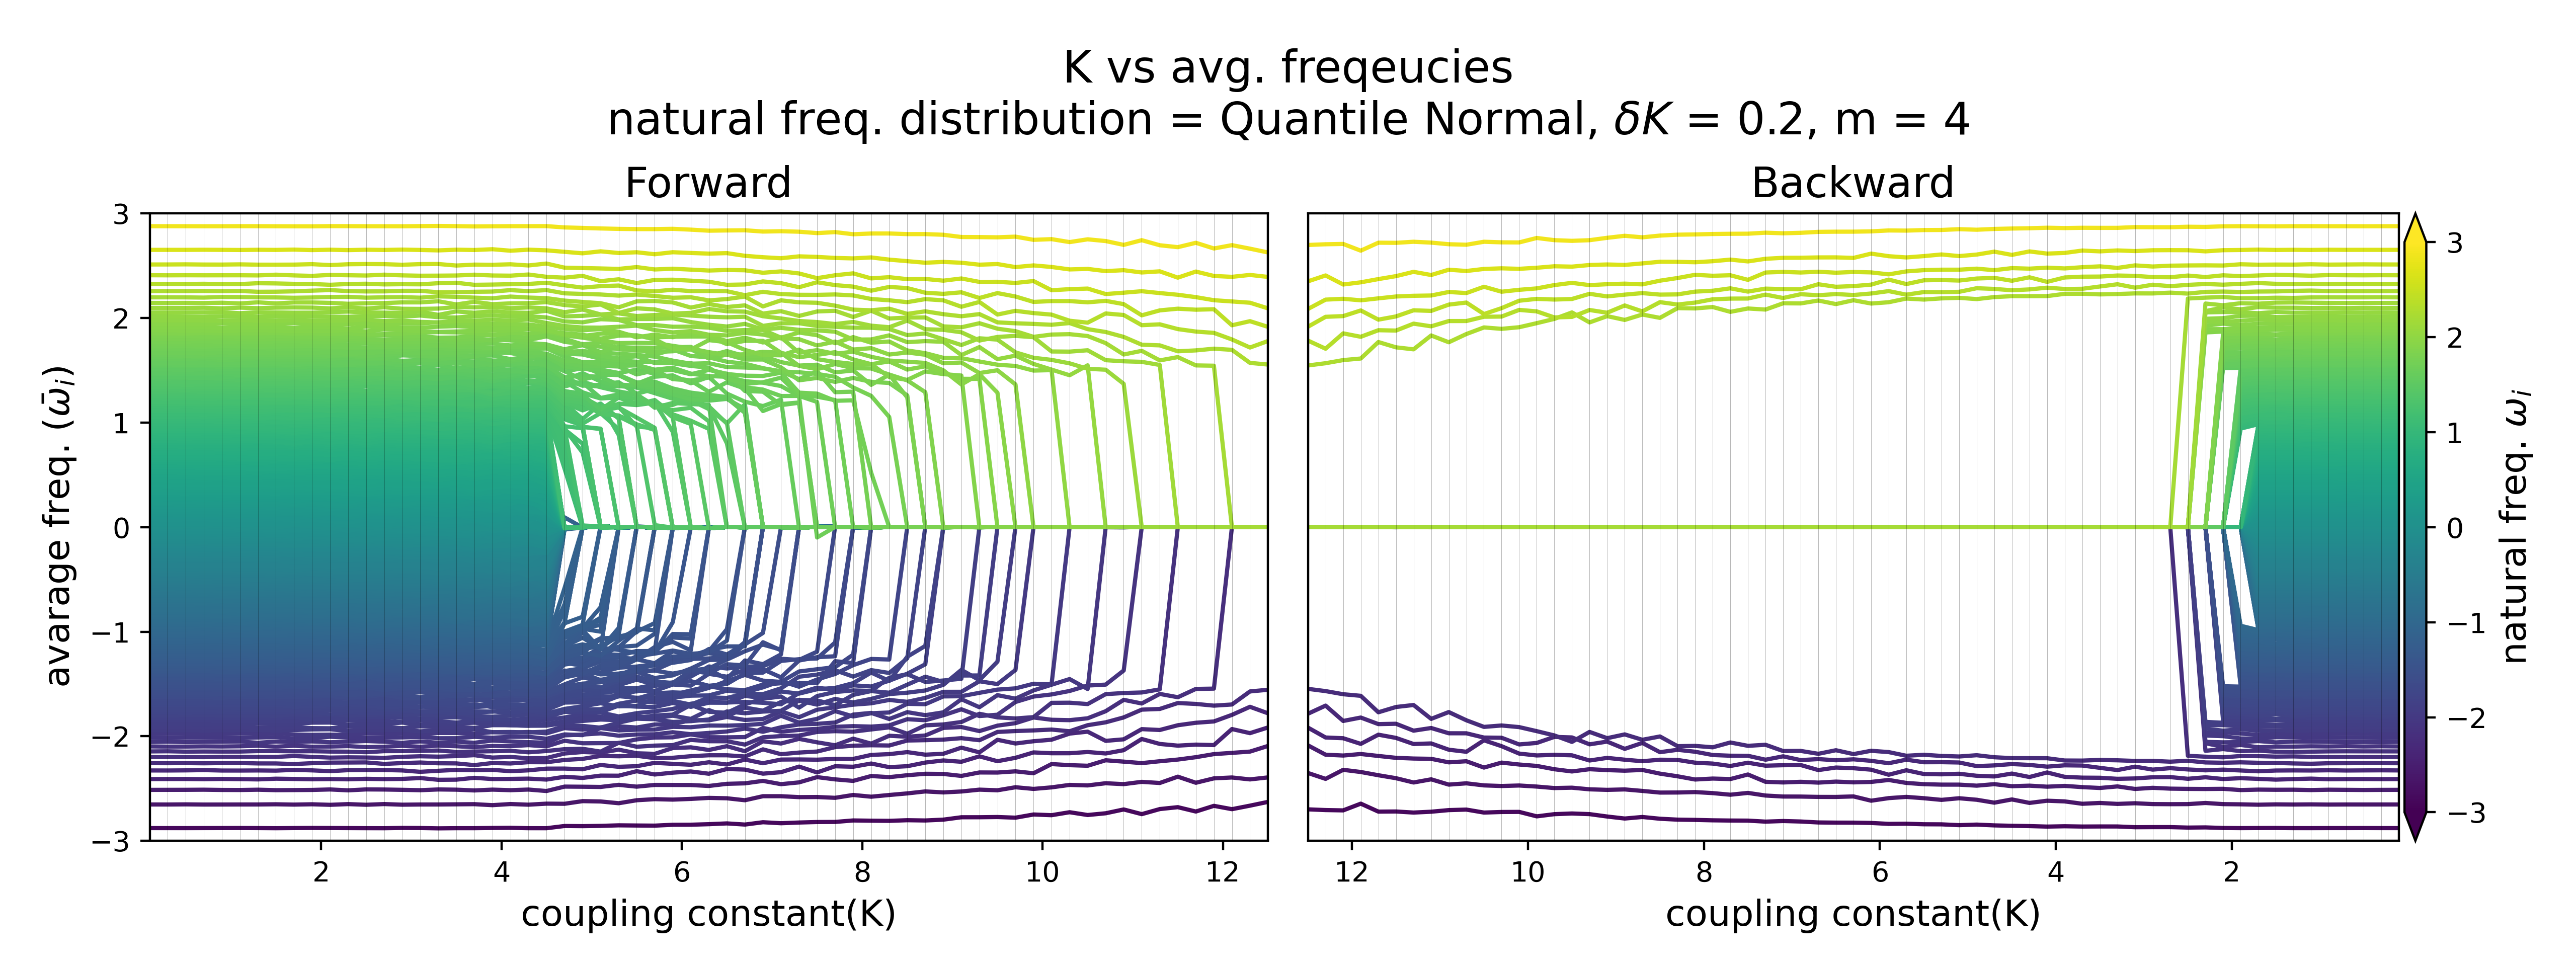 K vs avg. freqeucies
natural freq. distribution = Quantile Normal, δK = 0.2, m = 4
Forward
Backward
3
2
1
0
−1
−2
−3
avarage freq. (ω̄ᵢ)
2 4 6 8 10 12
coupling constant(K)
12 10 8 6 4 2
coupling constant(K)
3
2
1
0
−1
−2
−3
natural freq. ωᵢ